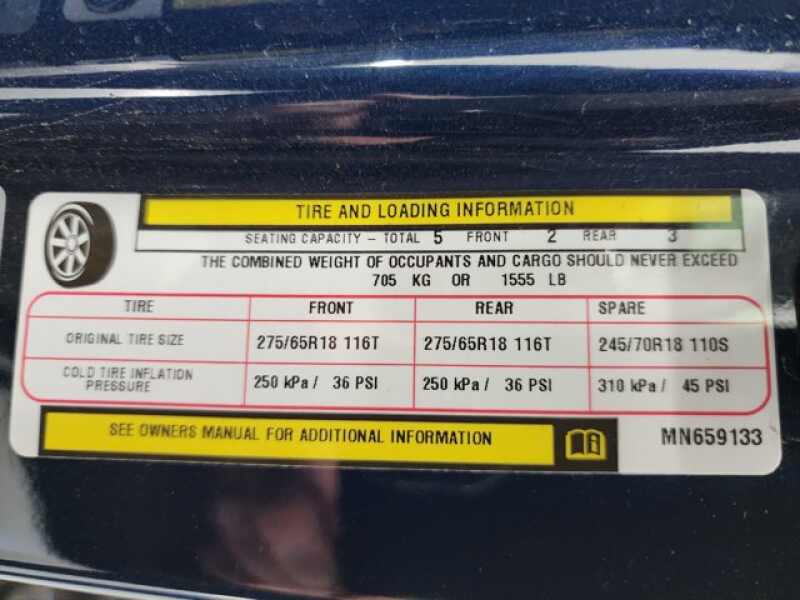 TIRE AND LOADING INFORMATION
SEATING CAPACITY – TOTAL 5 FRONT 2 REAR 3
THE COMBINED WEIGHT OF OCCUPANTS AND CARGO SHOULD NEVER EXCEED
705 KG OR 1555 LB
TIRE FRONT REAR SPARE
ORIGINAL TIRE SIZE 275/65R18 116T 275/65R18 116T 245/70R18 110S
COLD TIRE INFLATION
PRESSURE 250 kPa / 36 PSI 250 kPa / 36 PSI 310 kPa / 45 PSI
SEE OWNERS MANUAL FOR ADDITIONAL INFORMATION MN659133